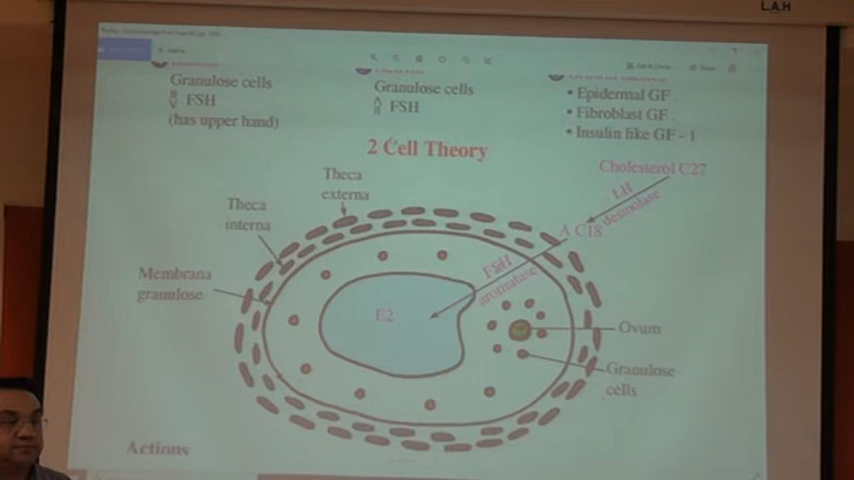 L.A.H
Granulose cells
FSH
(has upper hand)
Granulose cells
FSH
• Epidermal GF
• Fibroblast GF
• Insulin like GF - 1
2 Cell Theory
Cholesterol C27
LH
desmolase
A C18
FSH
aromatase
Theca
externa
Theca
interna
Membrana
granulose
E2
Ovum
Granulose
cells
Actions